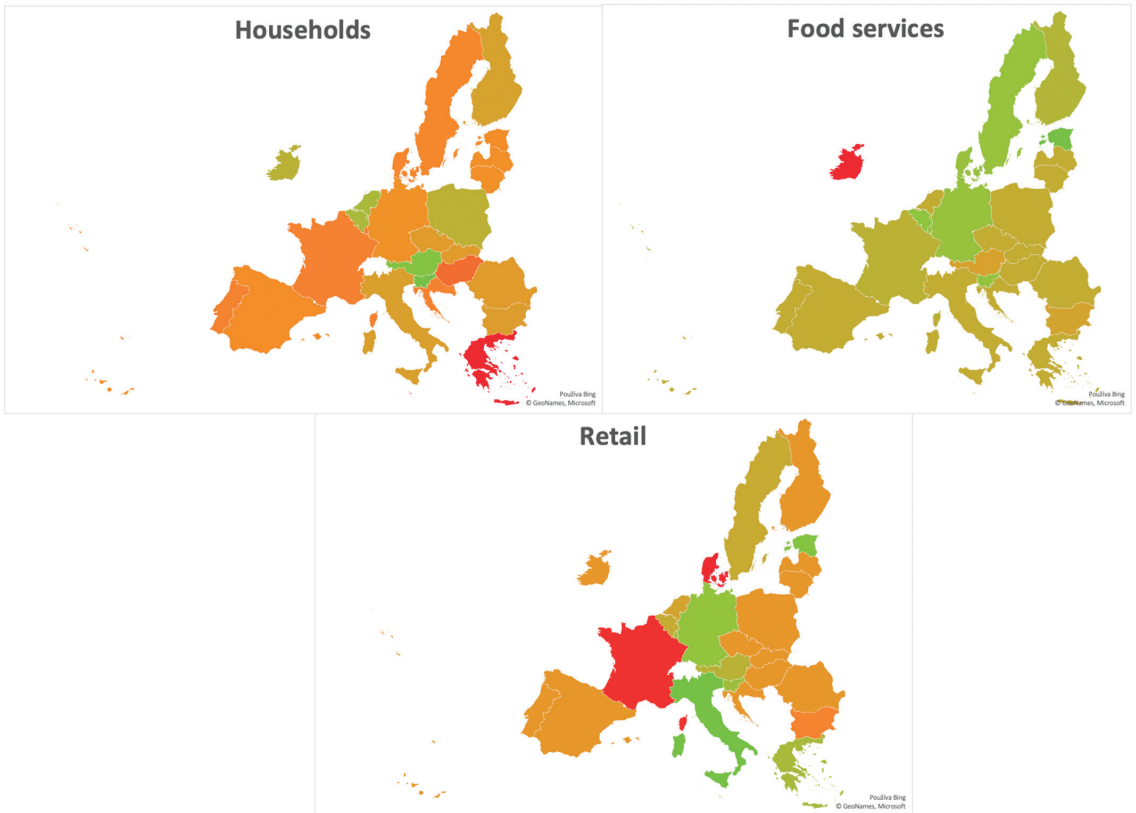 Households
Food services
Používa Bing
© GeoNames, Microsoft
Používa Bing
© GeoNames, Microsoft
Retail
Používa Bing
© GeoNames, Microsoft